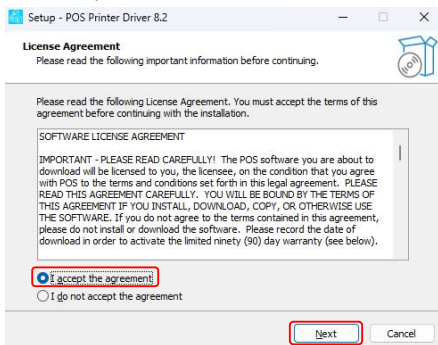 Setup - POS Printer Driver 8.2
License Agreement
Please read the following important information before continuing.
Please read the following License Agreement. You must accept the terms of this
agreement before continuing with the installation.
SOFTWARE LICENSE AGREEMENT
IMPORTANT - PLEASE READ CAREFULLY! The POS software you are about to
download will be licensed to you, the licensee, on the condition that you agree
with POS to the terms and conditions set forth in this legal agreement. PLEASE
READ THIS AGREEMENT CAREFULLY. YOU WILL BE BOUND BY THE TERMS OF
THIS AGREEMENT IF YOU INSTALL, DOWNLOAD, COPY, OR OTHERWISE USE
THE SOFTWARE. If you do not agree to the terms contained in this agreement,
please do not install or download the software. Please record the date of
download in order to activate the limited ninety (90) day warranty (see below).
I accept the agreement
I do not accept the agreement
Next
Cancel